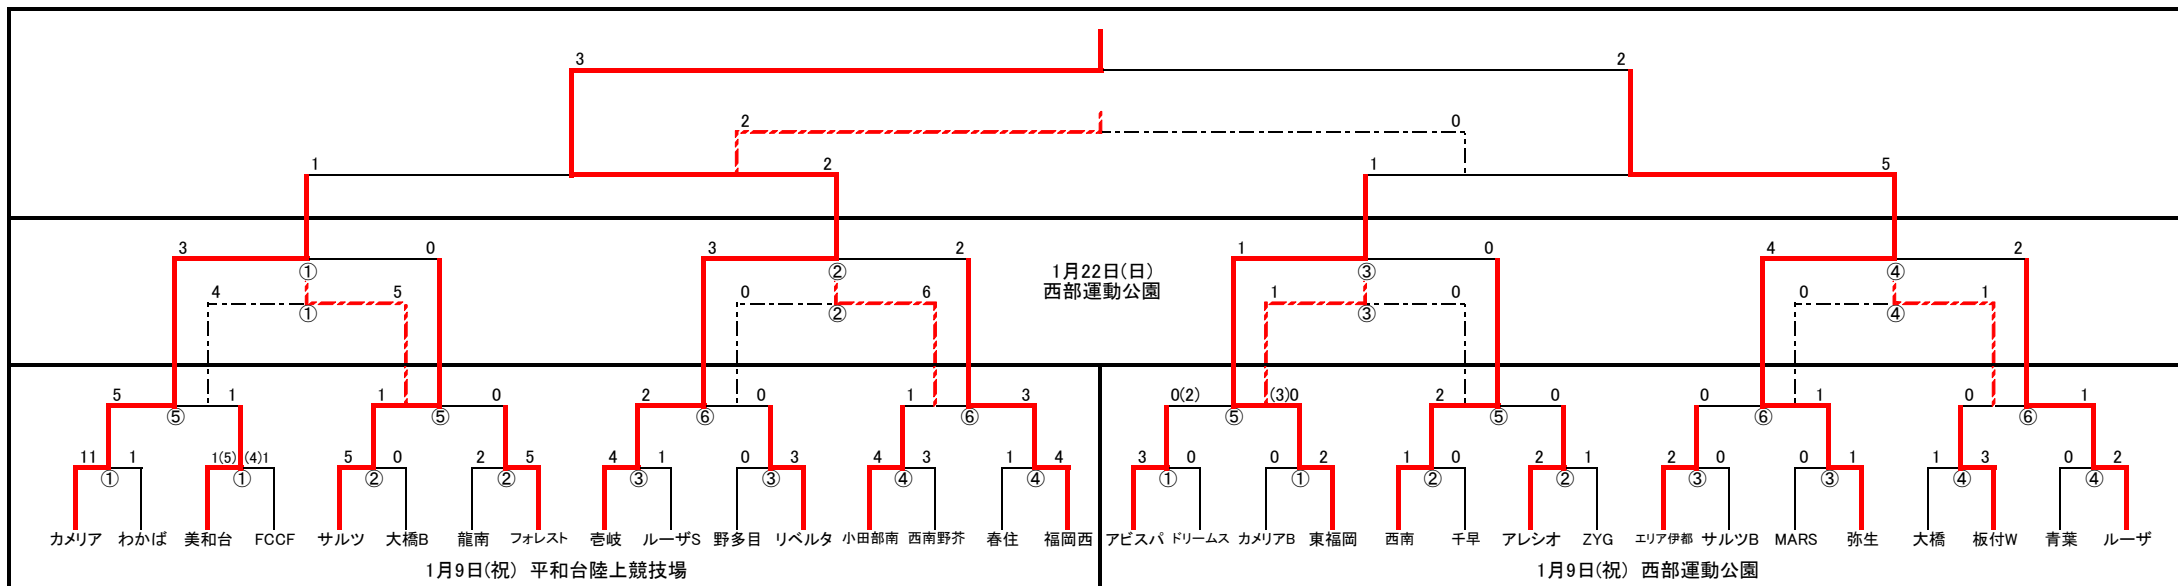 3 2
2 0
1 2 1 5
3 0 3 2 1 0 4 2
① ② ③ ④
1月22日(日)
西部運動公園
4 5 0 6 1 0 0 1
① ② ③ ④
5 1 1 0 2 0 1 3 0(2) (3)0 2 0 0 1 0 1
⑤ ⑤ ⑥ ⑥ ⑤ ⑤ ⑥ ⑥
11 1 1(5) (4)1 5 0 2 5 4 1 0 3 4 3 1 4 3 0 0 2 1 0 2 1 2 0 0 1 1 3 0 2
① ① ② ② ③ ③ ④ ④ ① ① ② ② ③ ③ ④ ④
カメリア わかば 美和台 FCCF サルツ 大橋B 龍南 フォレスト 壱岐 ルーザS 野多目 リベルタ 小田部南 西南野芥 春住 福岡西 アビスパ ドリームス カメリアB 東福岡 西南 千早 アレシオ ZYG エリア伊都 サルツB MARS 弥生 大橋 板付W 青葉 ルーザ
1月9日(祝) 平和台陸上競技場 1月9日(祝) 西部運動公園